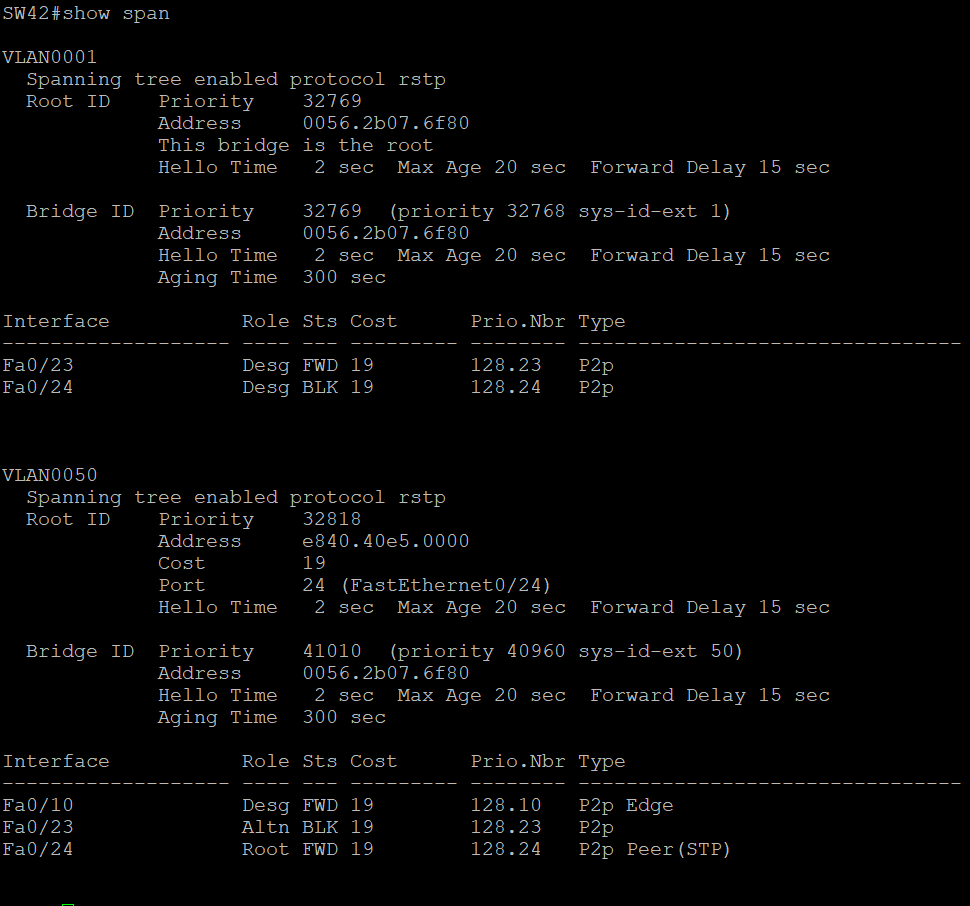 SW42#show span
VLAN0001
  Spanning tree enabled protocol rstp
  Root ID    Priority    32769
             Address     0056.2b07.6f80
             This bridge is the root
             Hello Time   2 sec  Max Age 20 sec  Forward Delay 15 sec
  Bridge ID  Priority    32769  (priority 32768 sys-id-ext 1)
             Address     0056.2b07.6f80
             Hello Time   2 sec  Max Age 20 sec  Forward Delay 15 sec
             Aging Time  300 sec
Interface           Role Sts Cost      Prio.Nbr Type
------------------- ---- --- --------- -------- --------------------------------
Fa0/23              Desg FWD 19        128.23   P2p
Fa0/24              Desg BLK 19        128.24   P2p
VLAN0050
  Spanning tree enabled protocol rstp
  Root ID    Priority    32818
             Address     e840.40e5.0000
             Cost        19
             Port        24 (FastEthernet0/24)
             Hello Time   2 sec  Max Age 20 sec  Forward Delay 15 sec
  Bridge ID  Priority    41010  (priority 40960 sys-id-ext 50)
             Address     0056.2b07.6f80
             Hello Time   2 sec  Max Age 20 sec  Forward Delay 15 sec
             Aging Time  300 sec
Interface           Role Sts Cost      Prio.Nbr Type
------------------- ---- --- --------- -------- --------------------------------
Fa0/10              Desg FWD 19        128.10   P2p Edge
Fa0/23              Altn BLK 19        128.23   P2p
Fa0/24              Root FWD 19        128.24   P2p Peer(STP)